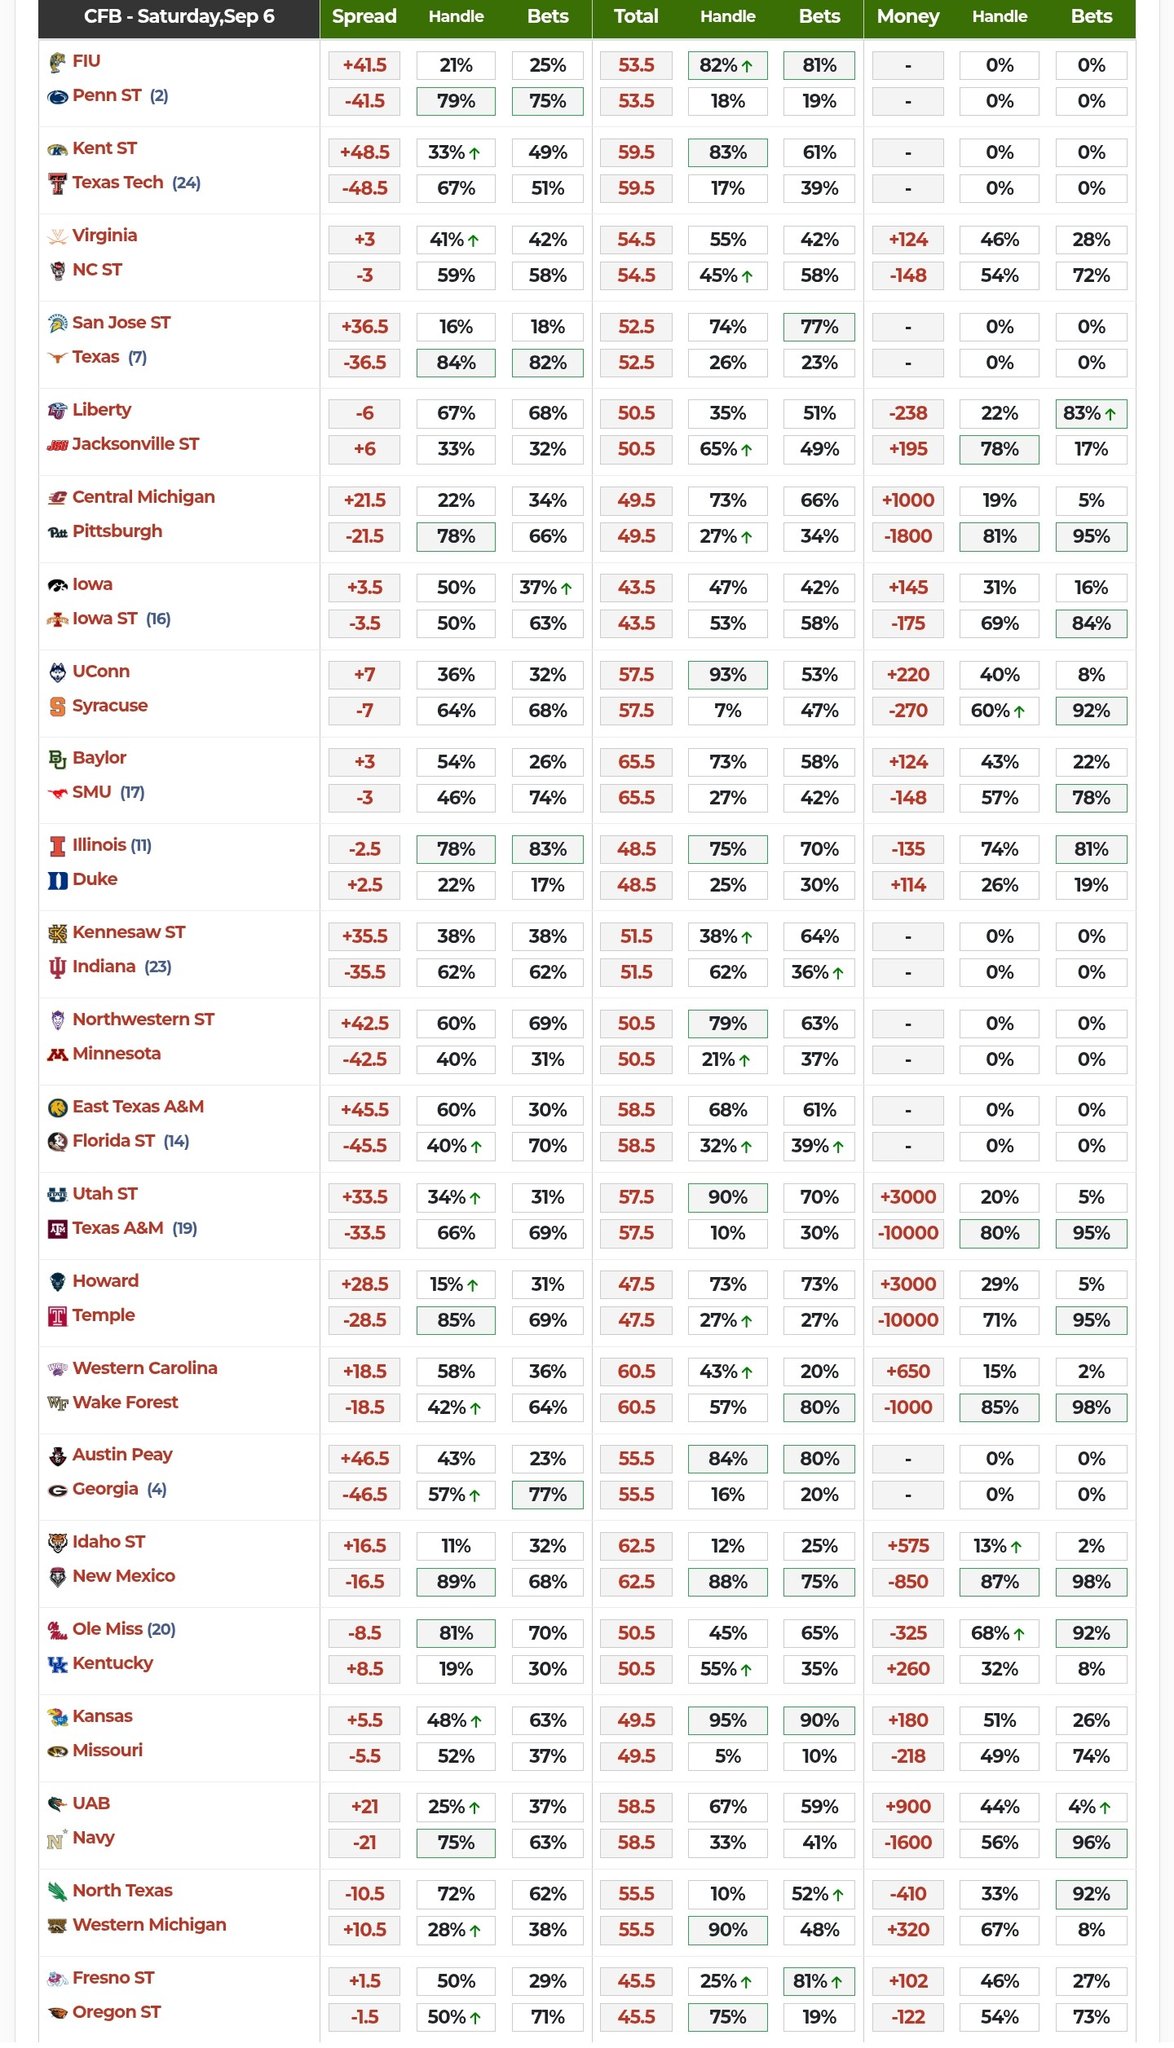 CFB - Saturday,Sep 6 Spread Handle Bets Total Handle Bets Money Handle Bets
FIU +41.5 21% 25% 53.5 82% ↑ 81% - 0% 0%
Penn ST (2) -41.5 79% 75% 53.5 18% 19% - 0% 0%
Kent ST +48.5 33% ↑ 49% 59.5 83% 61% - 0% 0%
Texas Tech (24) -48.5 67% 51% 59.5 17% 39% - 0% 0%
Virginia +3 41% ↑ 42% 54.5 55% 42% +124 46% 28%
NC ST -3 59% 58% 54.5 45% ↑ 58% -148 54% 72%
San Jose ST +36.5 16% 18% 52.5 74% 77% - 0% 0%
Texas (7) -36.5 84% 82% 52.5 26% 23% - 0% 0%
Liberty -6 67% 68% 50.5 35% 51% -238 22% 83% ↑
Jacksonville ST +6 33% 32% 50.5 65% ↑ 49% +195 78% 17%
Central Michigan +21.5 22% 34% 49.5 73% 66% +1000 19% 5%
Pittsburgh -21.5 78% 66% 49.5 27% ↑ 34% -1800 81% 95%
Iowa +3.5 50% 37% ↑ 43.5 47% 42% +145 31% 16%
Iowa ST (16) -3.5 50% 63% 43.5 53% 58% -175 69% 84%
UConn +7 36% 32% 57.5 93% 53% +220 40% 8%
Syracuse -7 64% 68% 57.5 7% 47% -270 60% ↑ 92%
Baylor +3 54% 26% 65.5 73% 58% +124 43% 22%
SMU (17) -3 46% 74% 65.5 27% 42% -148 57% 78%
Illinois (11) -2.5 78% 83% 48.5 75% 70% -135 74% 81%
Duke +2.5 22% 17% 48.5 25% 30% +114 26% 19%
Kennesaw ST +35.5 38% 38% 51.5 38% ↑ 64% - 0% 0%
Indiana (23) -35.5 62% 62% 51.5 62% 36% ↑ - 0% 0%
Northwestern ST +42.5 60% 69% 50.5 79% 63% - 0% 0%
Minnesota -42.5 40% 31% 50.5 21% ↑ 37% - 0% 0%
East Texas A&M +45.5 60% 30% 58.5 68% 61% - 0% 0%
Florida ST (14) -45.5 40% ↑ 70% 58.5 32% ↑ 39% ↑ - 0% 0%
Utah ST +33.5 34% ↑ 31% 57.5 90% 70% +3000 20% 5%
Texas A&M (19) -33.5 66% 69% 57.5 10% 30% -10000 80% 95%
Howard +28.5 15% ↑ 31% 47.5 73% 73% +3000 29% 5%
Temple -28.5 85% 69% 47.5 27% ↑ 27% -10000 71% 95%
Western Carolina +18.5 58% 36% 60.5 43% ↑ 20% +650 15% 2%
Wake Forest -18.5 42% ↑ 64% 60.5 57% 80% -1000 85% 98%
Austin Peay +46.5 43% 23% 55.5 84% 80% - 0% 0%
Georgia (4) -46.5 57% ↑ 77% 55.5 16% 20% - 0% 0%
Idaho ST +16.5 11% 32% 62.5 12% 25% +575 13% ↑ 2%
New Mexico -16.5 89% 68% 62.5 88% 75% -850 87% 98%
Ole Miss (20) -8.5 81% 70% 50.5 45% 65% -325 68% ↑ 92%
Kentucky +8.5 19% 30% 50.5 55% ↑ 35% +260 32% 8%
Kansas +5.5 48% ↑ 63% 49.5 95% 90% +180 51% 26%
Missouri -5.5 52% 37% 49.5 5% 10% -218 49% 74%
UAB +21 25% ↑ 37% 58.5 67% 59% +900 44% 4% ↑
Navy -21 75% 63% 58.5 33% 41% -1600 56% 96%
North Texas -10.5 72% 62% 55.5 10% 52% ↑ -410 33% 92%
Western Michigan +10.5 28% ↑ 38% 55.5 90% 48% +320 67% 8%
Fresno ST +1.5 50% 29% 45.5 25% ↑ 81% ↑ +102 46% 27%
Oregon ST -1.5 50% ↑ 71% 45.5 75% 19% -122 54% 73%